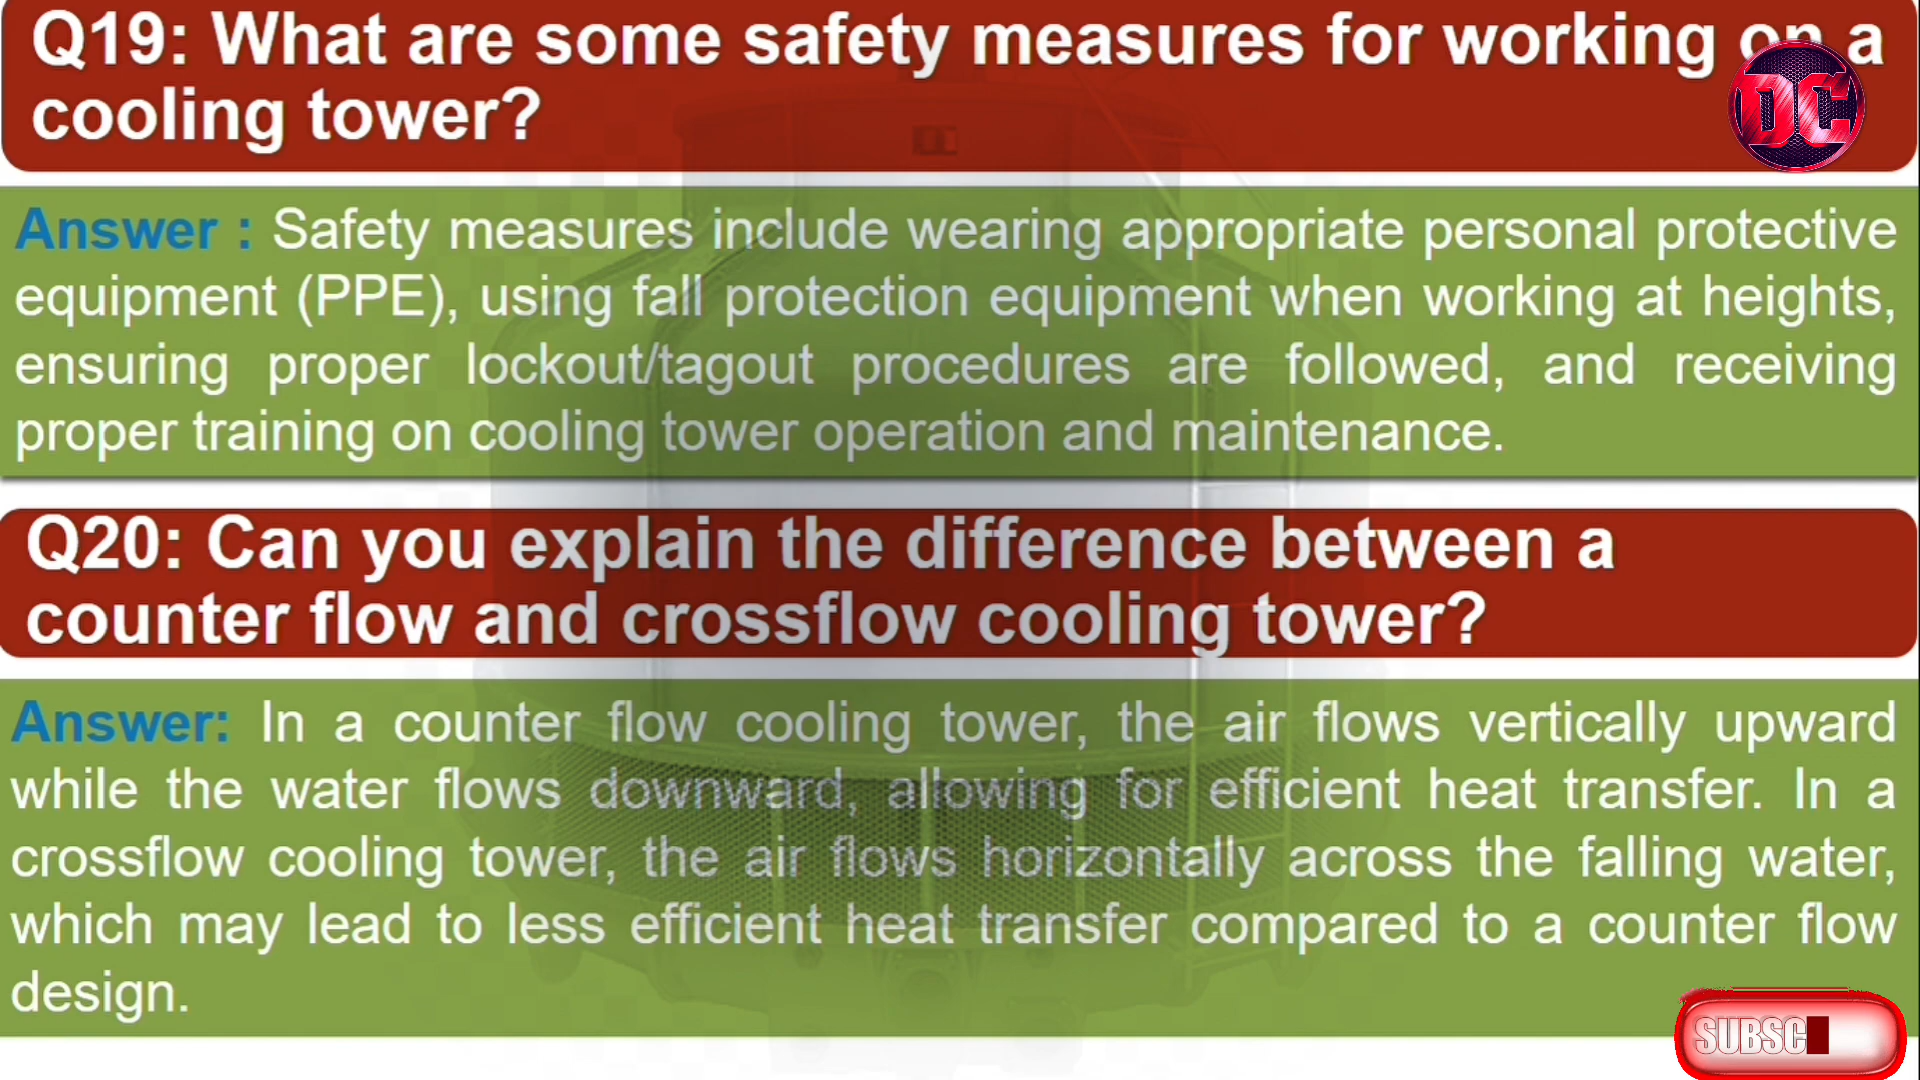 Q19: What are some safety measures for working on a
cooling tower?
DC
Answer : Safety measures include wearing appropriate personal protective
equipment (PPE), using fall protection equipment when working at heights,
ensuring proper lockout/tagout procedures are followed, and receiving
proper training on cooling tower operation and maintenance.
Q20: Can you explain the difference between a
counter flow and crossflow cooling tower?
Answer: In a counter flow cooling tower, the air flows vertically upward
while the water flows downward, allowing for efficient heat transfer. In a
crossflow cooling tower, the air flows horizontally across the falling water,
which may lead to less efficient heat transfer compared to a counter flow
design.
SUBSC